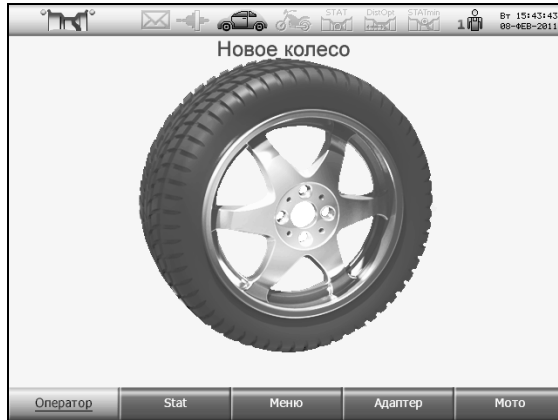 STAT DistOpt STATmin
1 Вт 15:43:43
08-ФЕВ-2011
Новое колесо
Оператор Stat Меню Адаптер Мото